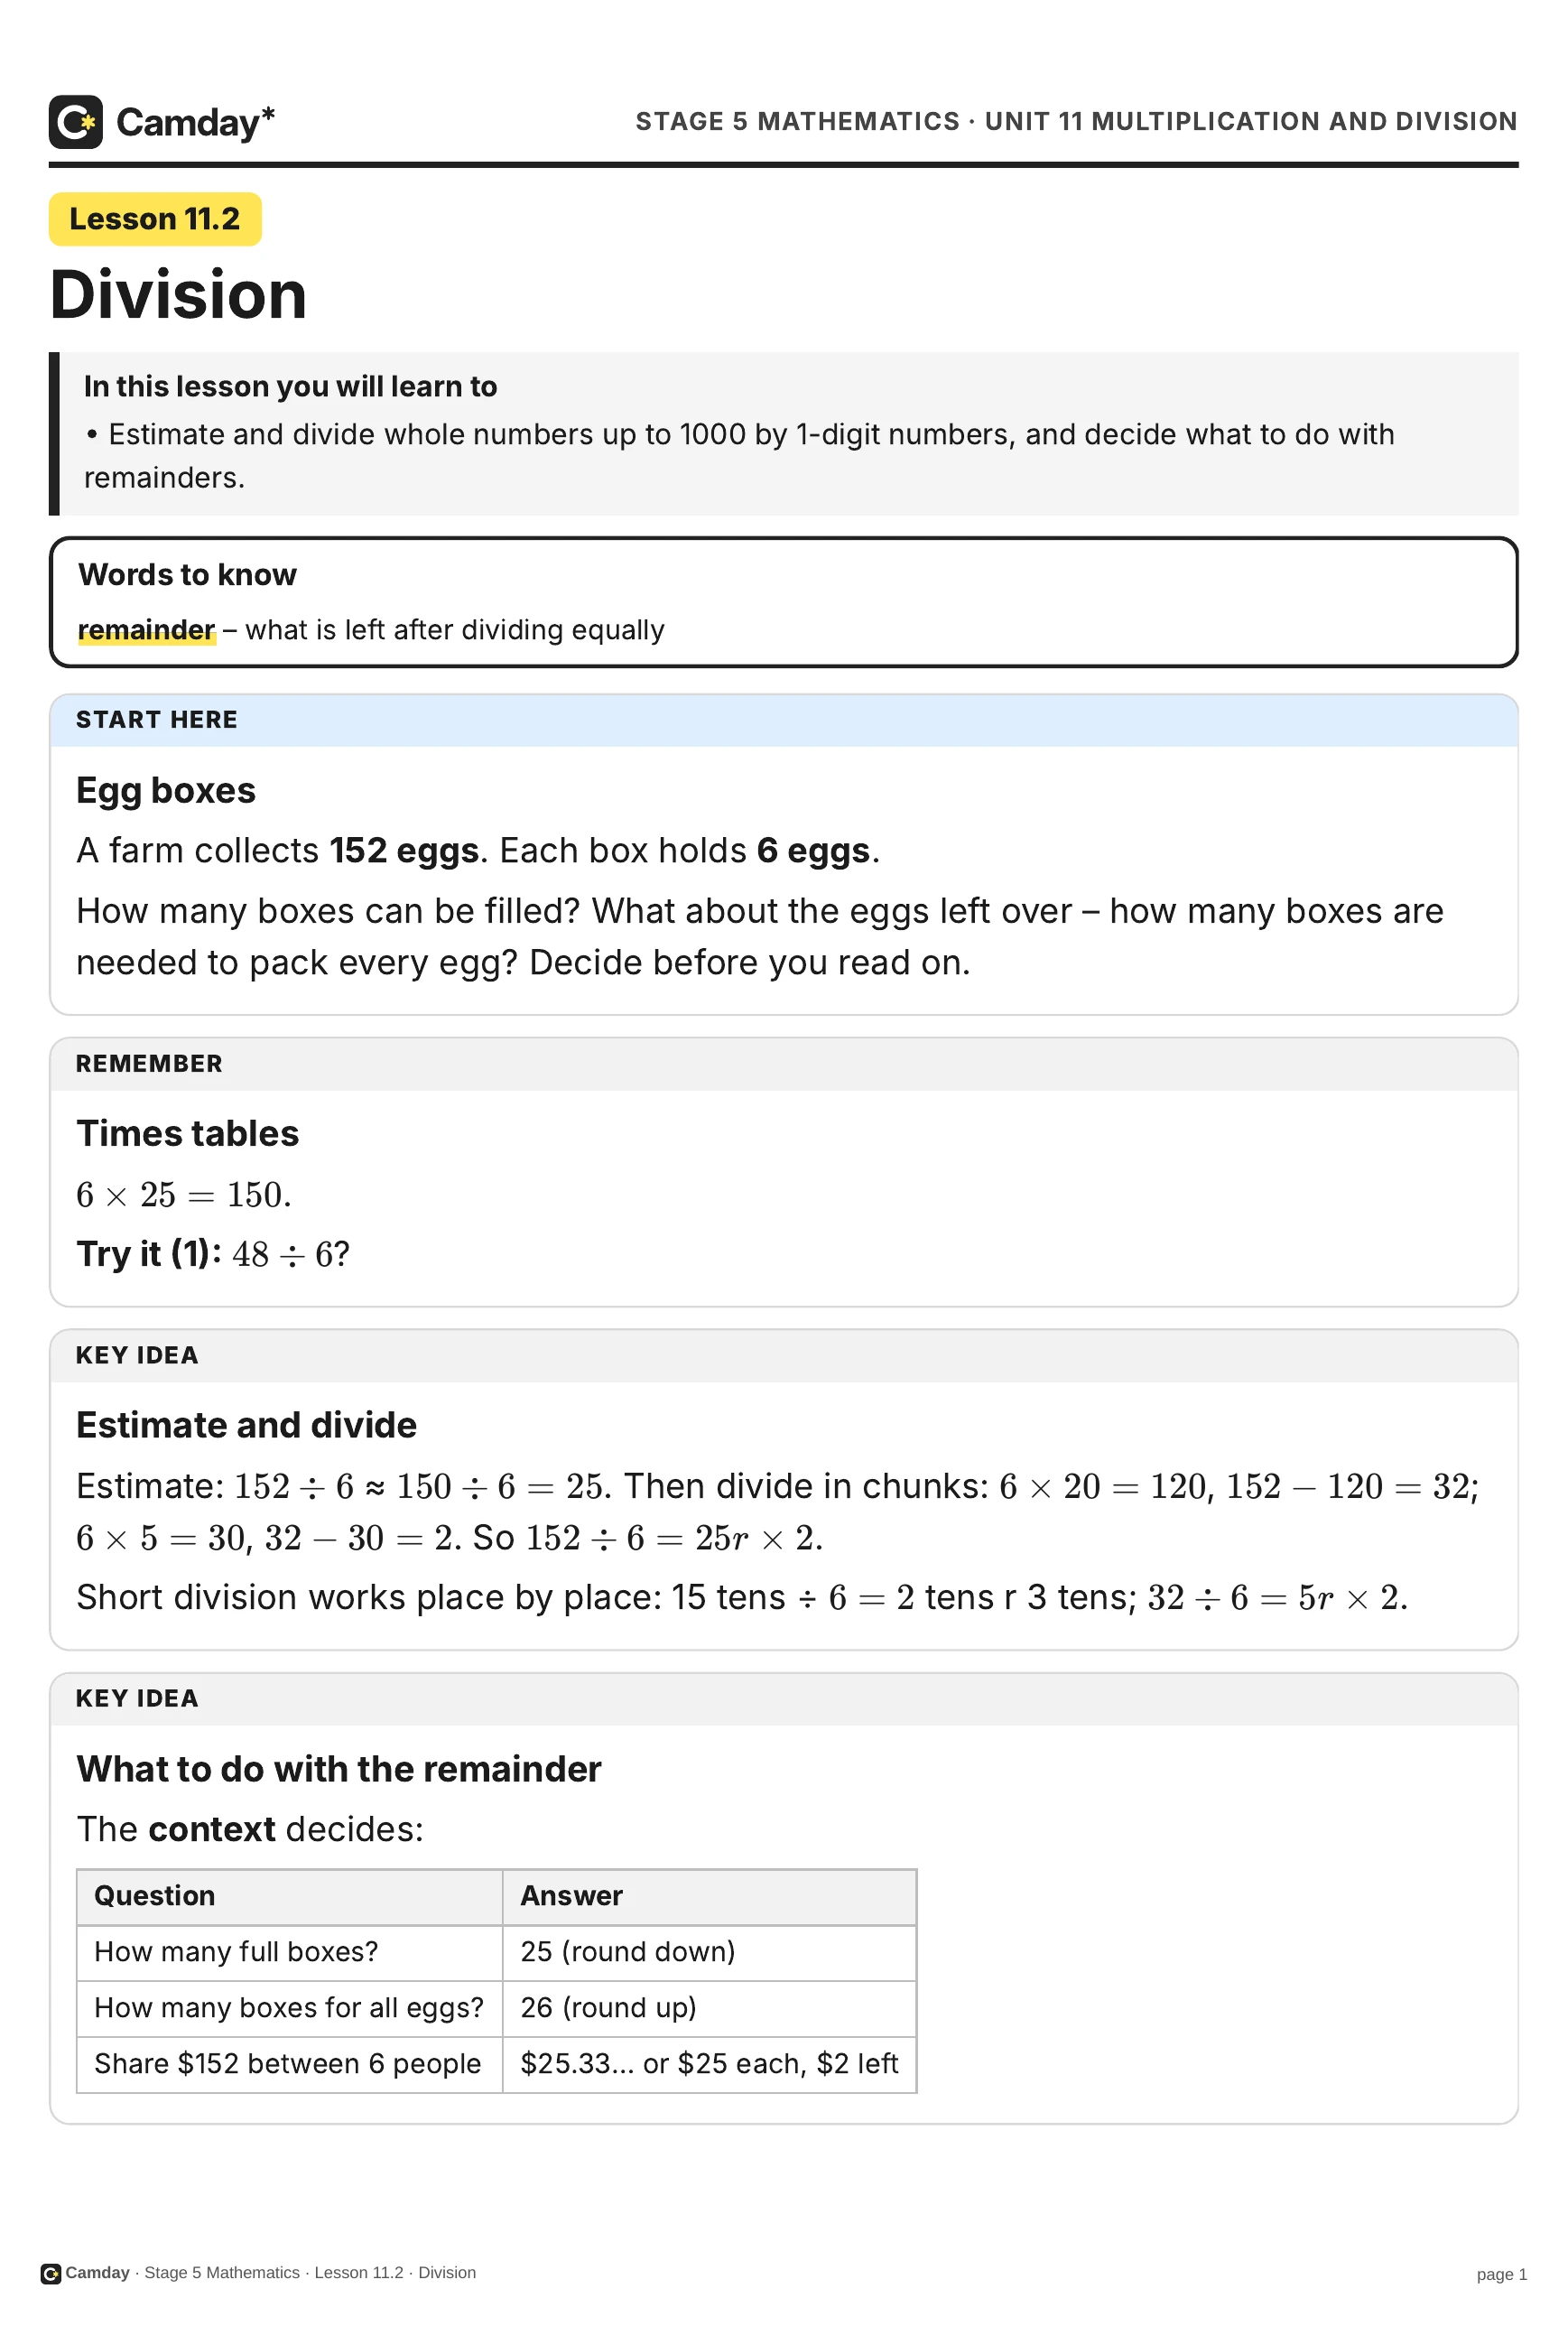 Camday*
STAGE 5 MATHEMATICS · UNIT 11 MULTIPLICATION AND DIVISION
Lesson 11.2
Division
In this lesson you will learn to
• Estimate and divide whole numbers up to 1000 by 1-digit numbers, and decide what to do with
remainders.
Words to know
remainder – what is left after dividing equally
START HERE
Egg boxes
A farm collects 152 eggs. Each box holds 6 eggs.
How many boxes can be filled? What about the eggs left over – how many boxes are
needed to pack every egg? Decide before you read on.
REMEMBER
Times tables
6 × 25 = 150.
Try it (1): 48 ÷ 6?
KEY IDEA
Estimate and divide
Estimate: 152 ÷ 6 ≈ 150 ÷ 6 = 25. Then divide in chunks: 6 × 20 = 120, 152 − 120 = 32;
6 × 5 = 30, 32 − 30 = 2. So 152 ÷ 6 = 25r × 2.
Short division works place by place: 15 tens ÷ 6 = 2 tens r 3 tens; 32 ÷ 6 = 5r × 2.
KEY IDEA
What to do with the remainder
The context decides:
Question Answer
How many full boxes? 25 (round down)
How many boxes for all eggs? 26 (round up)
Share $152 between 6 people $25.33... or $25 each, $2 left
Camday · Stage 5 Mathematics · Lesson 11.2 · Division
page 1